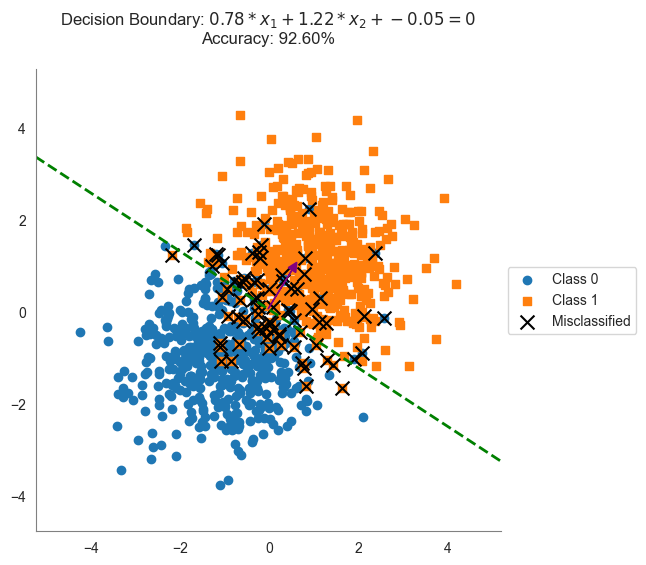 Decision Boundary: 0.78 * x₁ + 1.22 * x₂ + −0.05 = 0
Accuracy: 92.60%
4
2
0
−2
−4
−4
−2
0
2
4
Class 0
Class 1
Misclassified